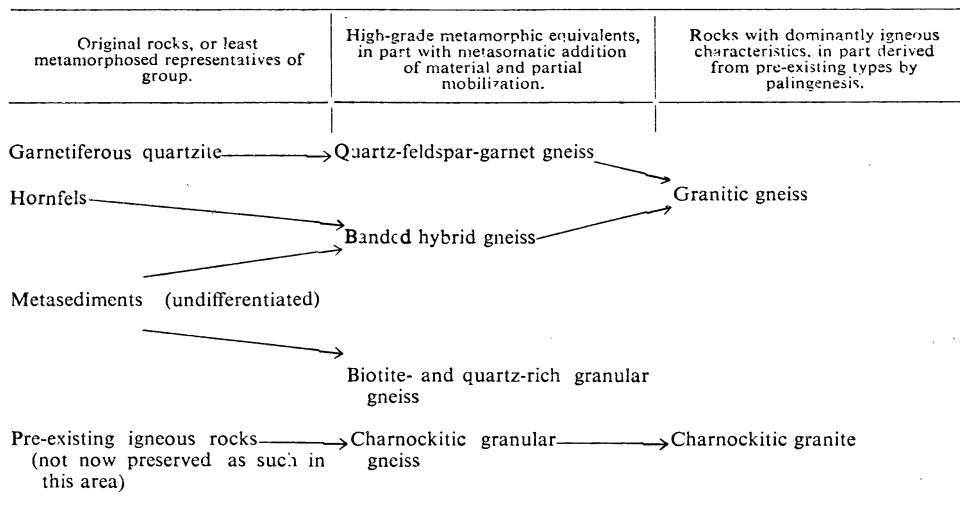 Original rocks, or least
metamorphosed representatives of
group.
High-grade metamorphic equivalents,
in part with metasomatic addition
of material and partial
mobilization.
Rocks with dominantly igneous
characteristics, in part derived
from pre-existing types by
palingenesis.
Garnetiferous quartzite
Quartz-feldspar-garnet gneiss
Granitic gneiss
Hornfels
Banded hybrid gneiss
Metasediments (undifferentiated)
Biotite- and quartz-rich granular
gneiss
Pre-existing igneous rocks
(not now preserved as such in
this area)
Charnockitic granular
gneiss
Charnockitic granite